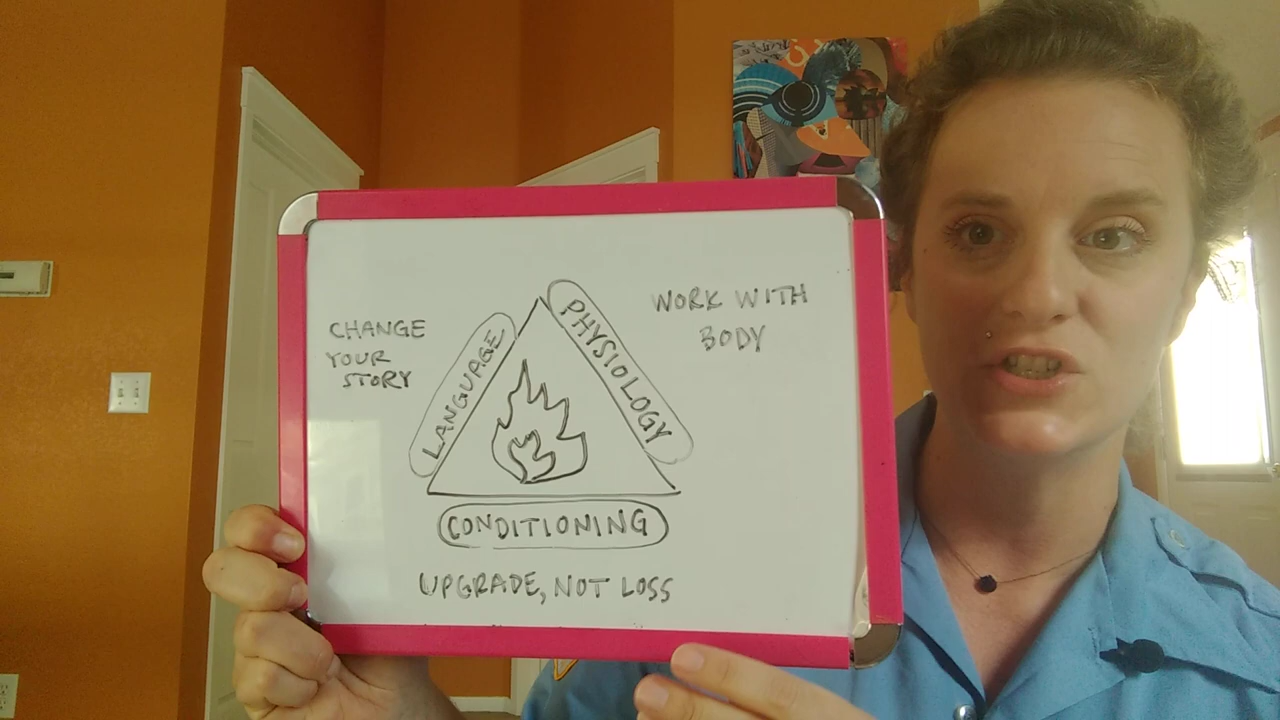 CHANGE
YOUR
STORY
LANGUAGE
PHYSIOLOGY
WORK WITH
BODY
CONDITIONING
UPGRADE, NOT LOSS